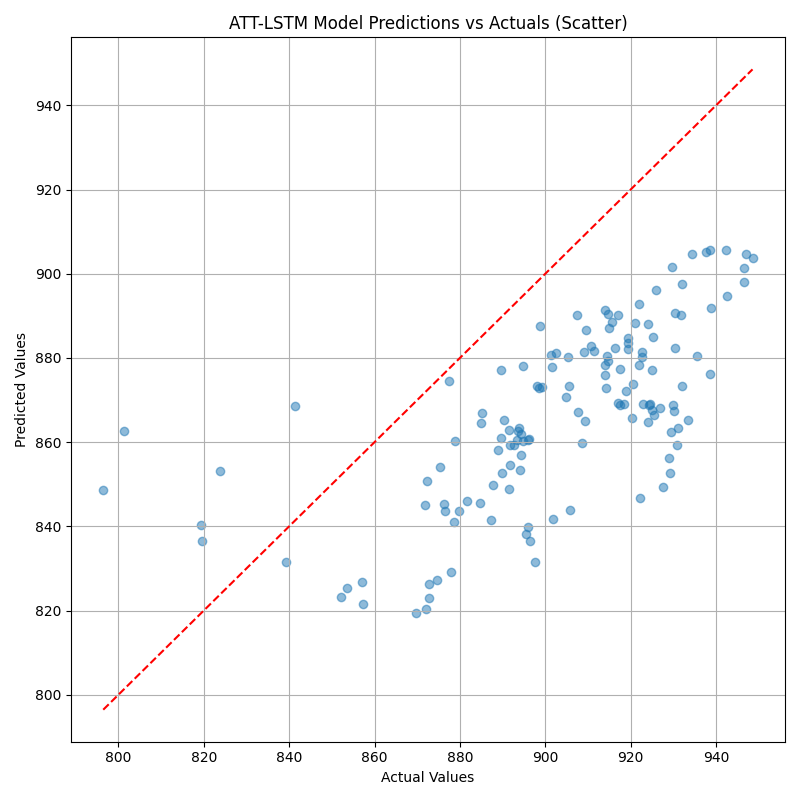 ATT-LSTM Model Predictions vs Actuals (Scatter)
Predicted Values
940
920
900
880
860
840
820
800
800 820 840 860 880 900 920 940
Actual Values